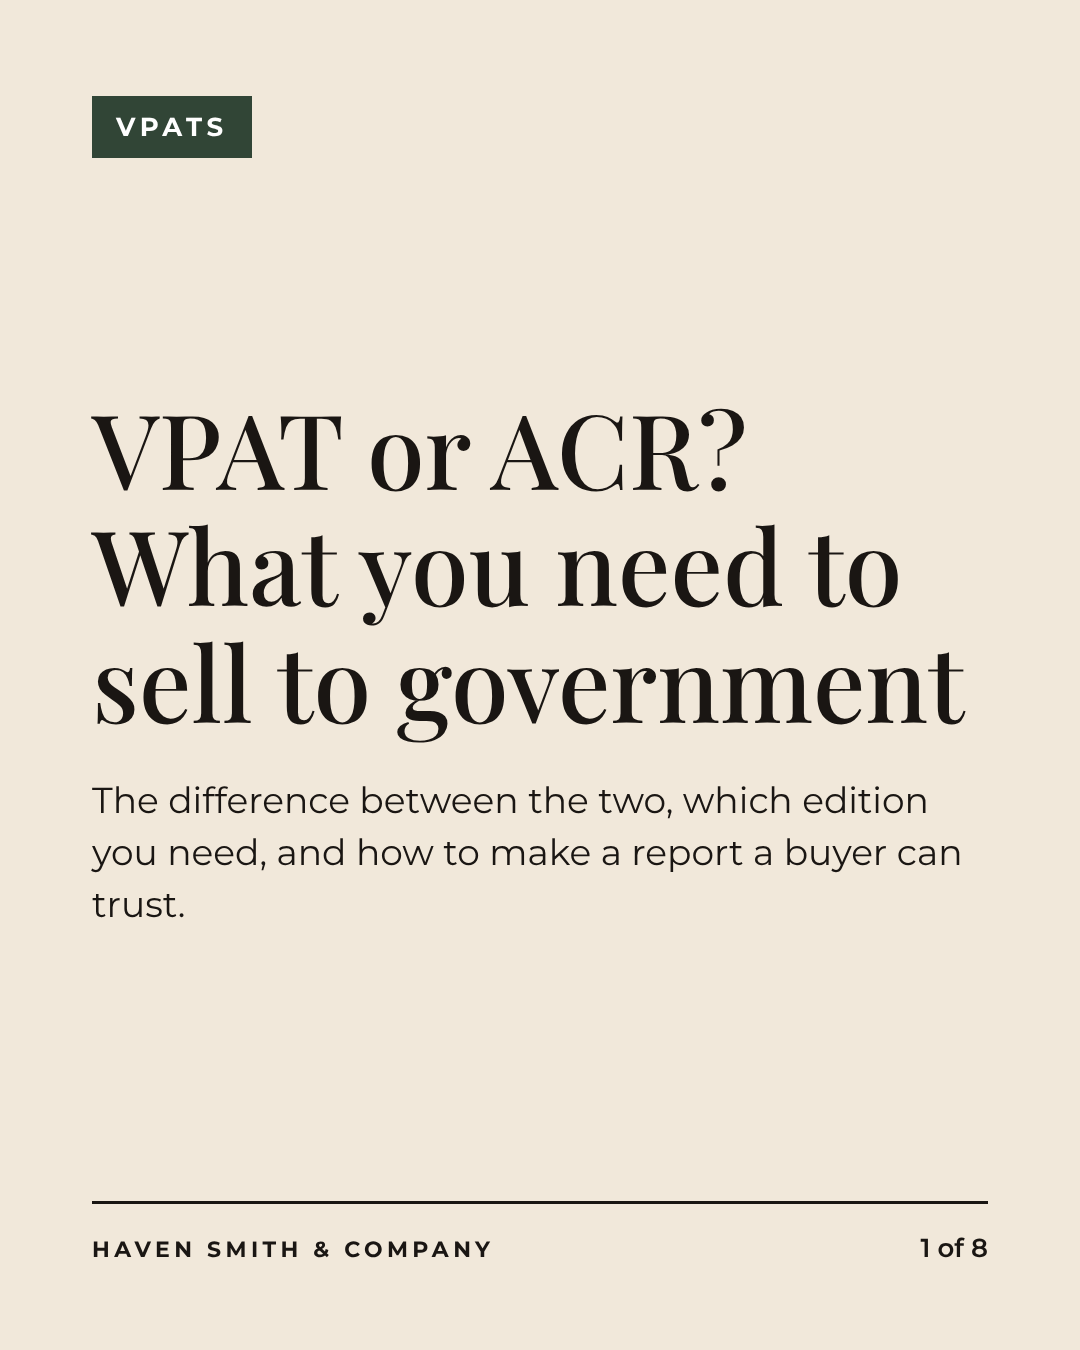 VPATS
VPAT or ACR?
What you need to
sell to government
The difference between the two, which edition
you need, and how to make a report a buyer can
trust.
HAVEN SMITH & COMPANY
1 of 8